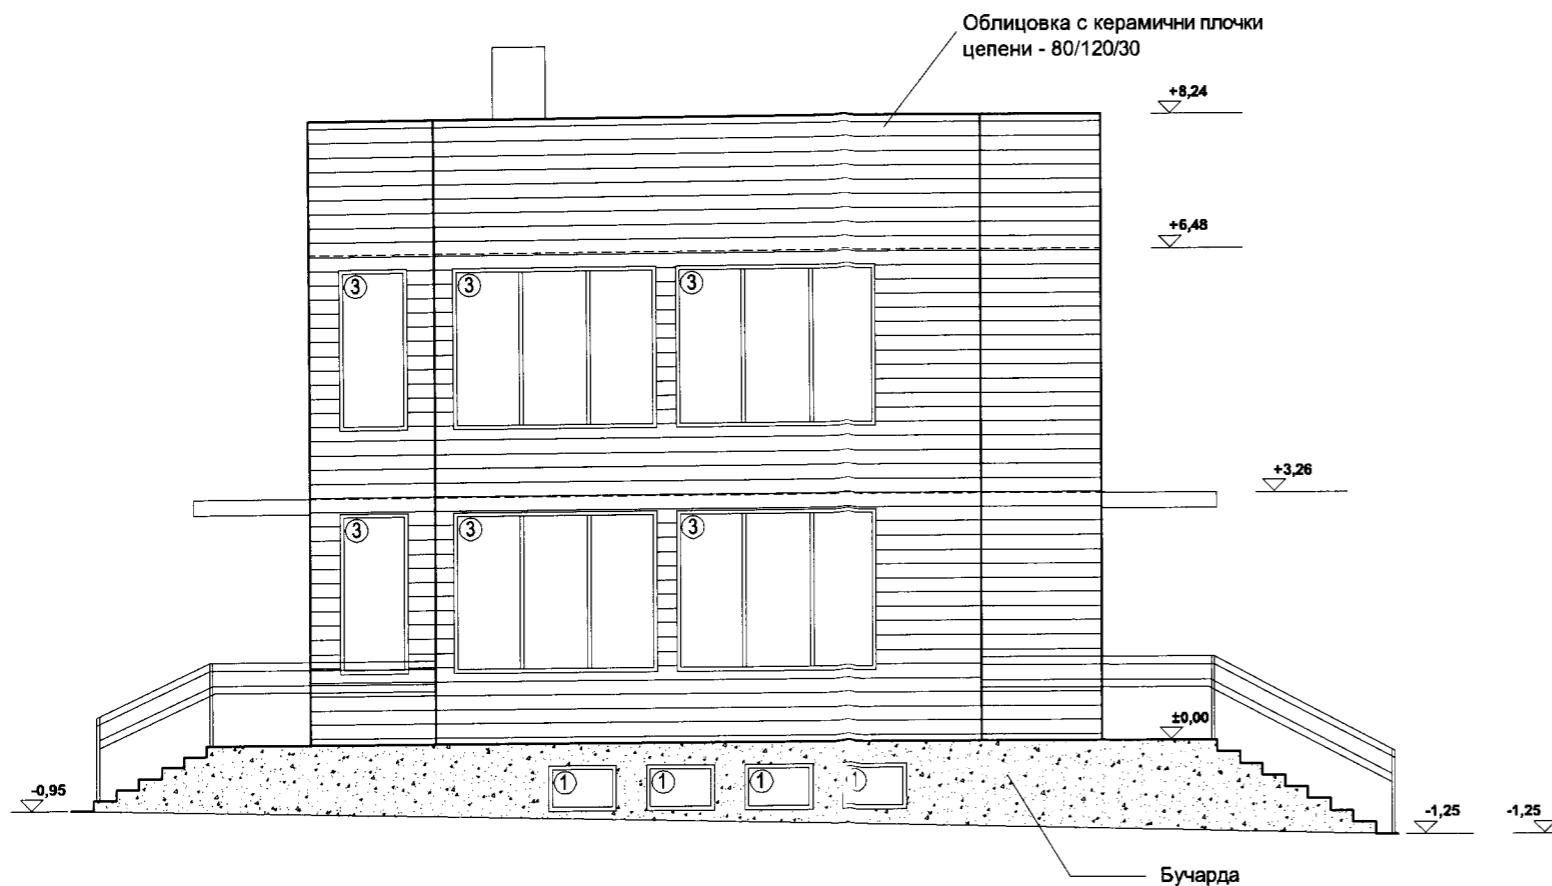 Облицовка с керамични плочки
цепени - 80/120/30
+8,24
+6,48
3 3 3
+3,26
3 3 3
±0,00
1 1 1 1
-0,95
-1,25 -1,25
Бучарда